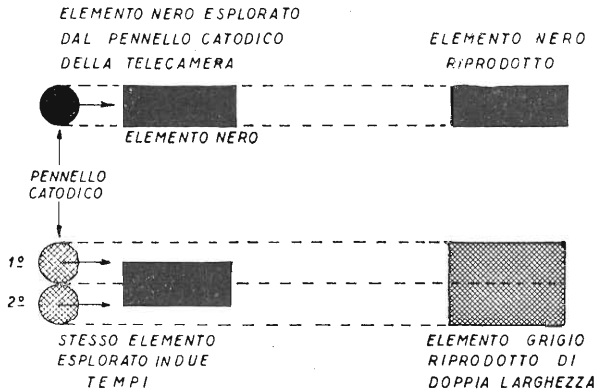 ELEMENTO NERO ESPLORATO
DAL PENNELLO CATODICO
DELLA TELECAMERA
ELEMENTO NERO
RIPRODOTTO
ELEMENTO NERO
PENNELLO
CATODICO
1º
2º
STESSO ELEMENTO
ESPLORATO IN DUE
TEMPI
ELEMENTO GRIGIO
RIPRODOTTO DI
DOPPIA LARGHEZZA